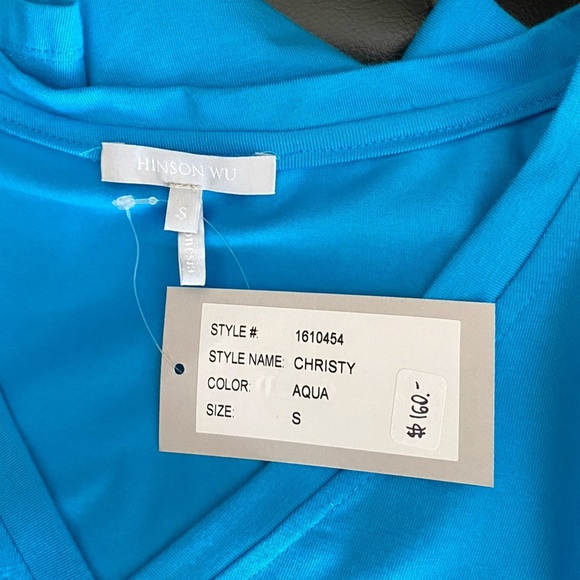 HINSON WU
S
STYLE #: 1610454
STYLE NAME: CHRISTY
COLOR: AQUA
SIZE: S
$160.-